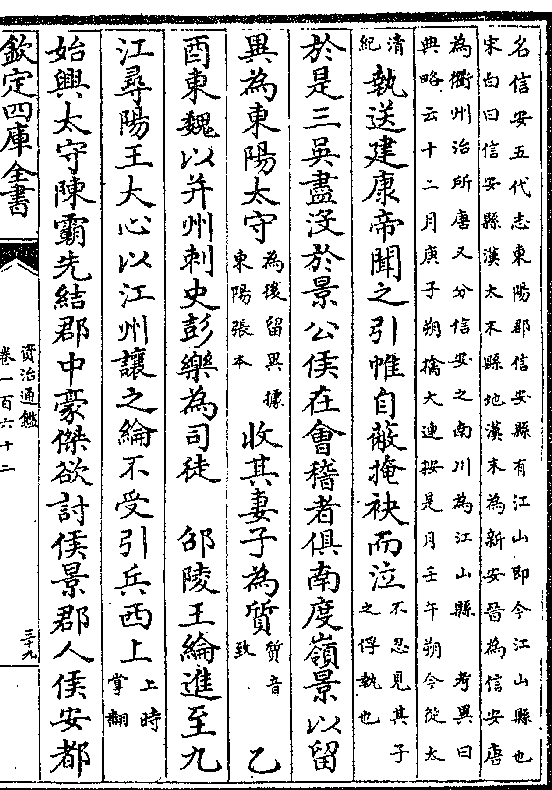 名信安五代志東陽郡信安縣有江山即今江山縣也
宋白曰信安縣漢太末縣地漢末為新安晉為信安唐
為衢州治所唐又分信安之南川為江山縣 考異曰
典略云十二月庚子朔擒大連按是月壬午朔今從太
清紀 執送建康帝聞之引帷自蔽掩袂而泣 不忍見其子之俘執也
於是三吳盡沒於景公侯在會稽者俱南度嶺景以留
異為東陽太守 為後留異據東陽張本 收其妻子為質 質音致 乙
酉東魏以并州刺史彭樂為司徒 邵陵王綸進至九
江尋陽王大心以江州讓之綸不受引兵西上 上時掌翻
始興太守陳霸先結郡中豪傑欲討侯景郡人侯安都
欽定四庫全書
資治通鑑
卷一百六十二
三十九